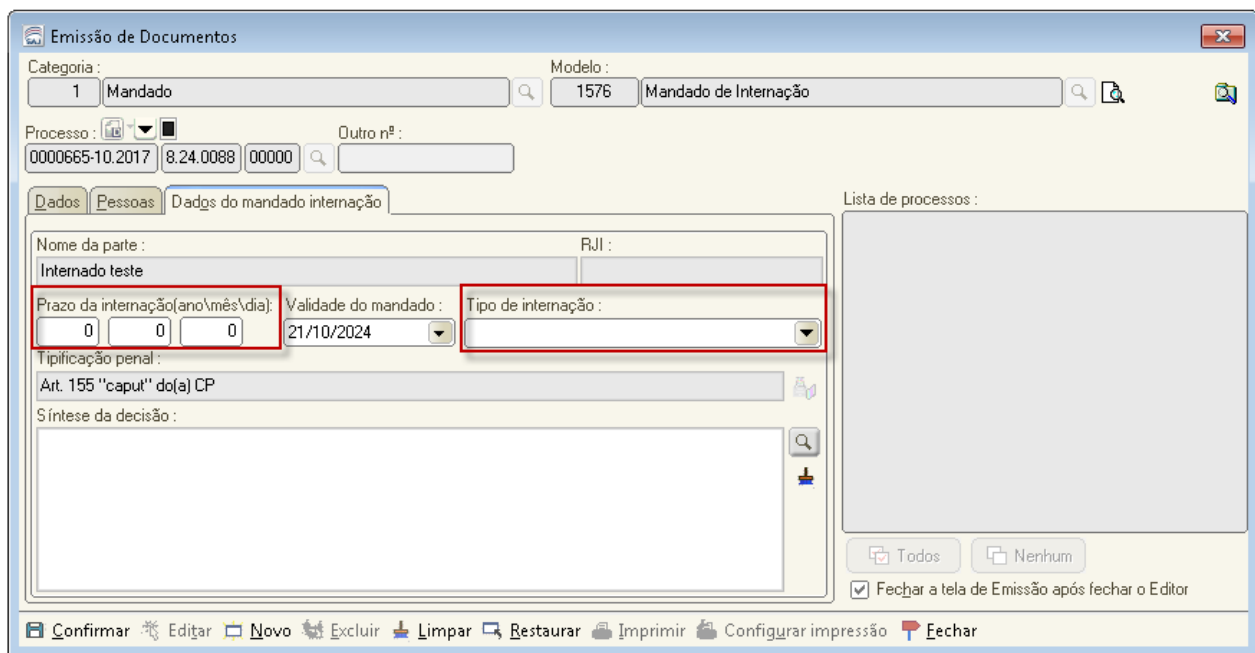 Emissão de Documentos
Categoria : Modelo :
1 Mandado 1576 Mandado de Internação
Processo : Outro nº :
0000665-10.2017 8.24.0088 00000
Dados Pessoas Dados do mandado internação Lista de processos :
Nome da parte : RJI :
Internado teste
Prazo da internação(ano\mês\dia): Validade do mandado : Tipo de internação :
0 0 0 21/10/2024
Tipificação penal :
Art. 155 "caput" do(a) CP
Síntese da decisão :
Todos Nenhum
Fechar a tela de Emissão após fechar o Editor
Confirmar Editar Novo Excluir Limpar Restaurar Imprimir Configurar impressão Fechar